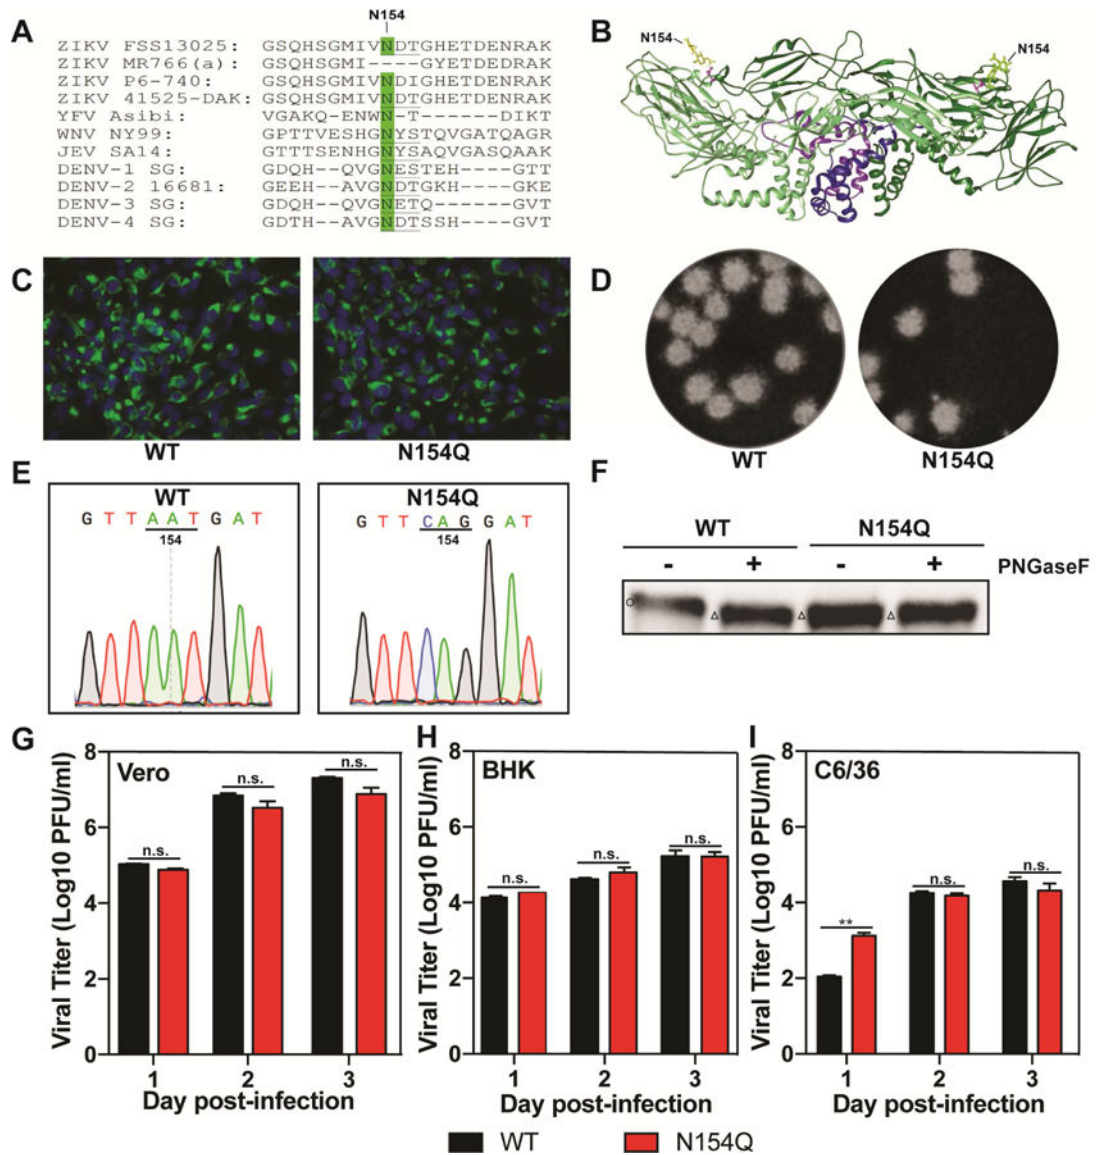 A
N154
ZIKV FSS13025: GSQHSGMIVNDTGHETDENRAK
ZIKV MR766(a): GSQHSGMI----GYETDEDRAK
ZIKV P6-740: GSQHSGMIVNDIGHETDENRAK
ZIKV 41525-DAK: GSQHSGMIVNDTGHETDENRAK
YFV Asibi: VGAKQ-ENWN-T------DIKT
WNV NY99: GPTTVESHGNYSTQVGATQAGR
JEV SA14: GTTTSENHGNYSAQVGASQAAK
DENV-1 SG: GDQH--QVGNESTEH----GTT
DENV-2 16681: GEEH--AVGNDTGKH----GKE
DENV-3 SG: GDQH--QVGNETQ-----GVT
DENV-4 SG: GDTH--AVGNDTSSH----GVT
B
N154
N154
C
WT
N154Q
D
WT
N154Q
E
WT
G T T A A T G A T
154
N154Q
G T T C A G G A T
154
F
WT N154Q
- + - + PNGaseF
G
Vero
Viral Titer (Log10 PFU/ml)
8
6
4
2
0
n.s.
n.s.
n.s.
1 2 3
Day post-infection
H
BHK
Viral Titer (Log10 PFU/ml)
8
6
4
2
0
n.s.
n.s.
n.s.
1 2 3
Day post-infection
I
C6/36
Viral Titer (Log10 PFU/ml)
8
6
4
2
0
**
n.s.
n.s.
1 2 3
Day post-infection
WT N154Q